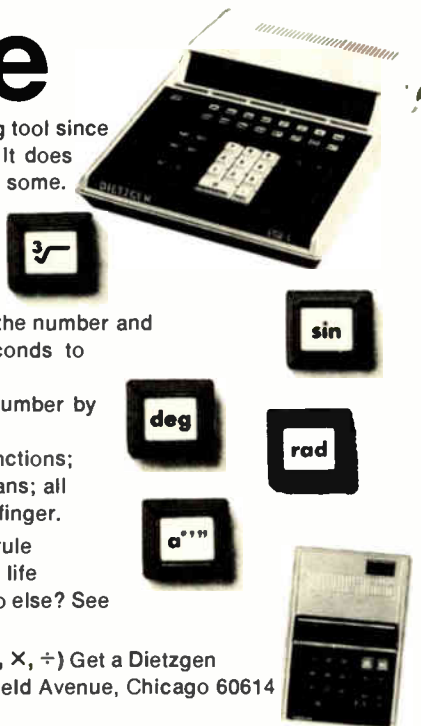 e
g tool since
It does
some.
DIETZGEN
³√
the number and
sin
conds to
umber by
deg
nctions;
rad
ans; all
finger.
rule
a°'"
life
o else? See
, ×, ÷) Get a Dietzgen
eld Avenue, Chicago 60614